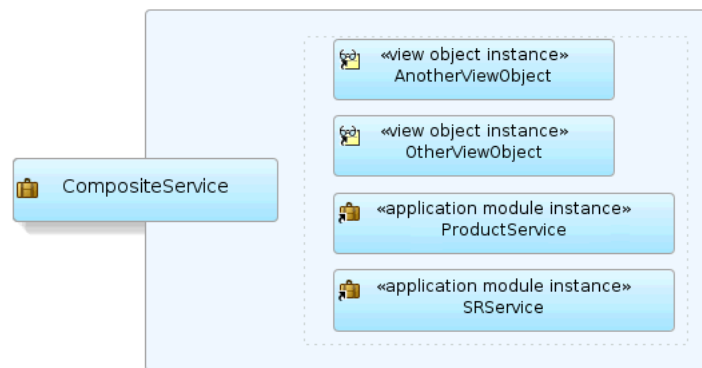 «view object instance»
AnotherViewObject
«view object instance»
OtherViewObject
CompositeService
«application module instance»
ProductService
«application module instance»
SRService